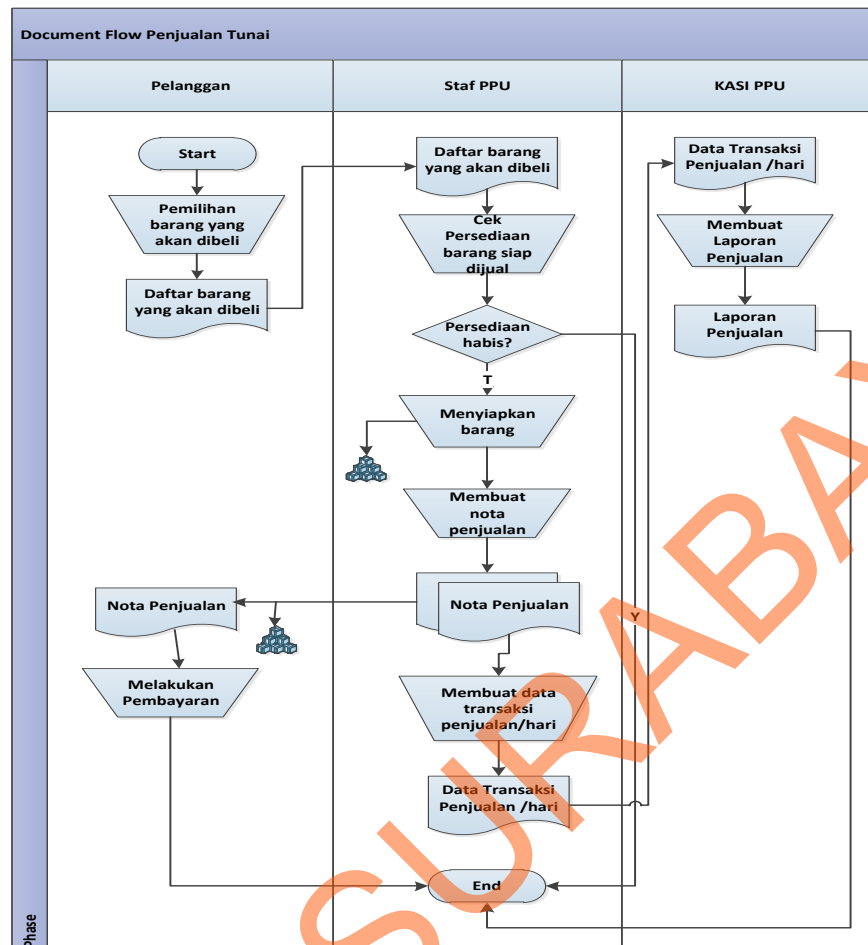 Document Flow Penjualan Tunai
Pelanggan
Staf PPU
KASI PPU
Start
Pemilihan
barang yang
akan dibeli
Daftar barang
yang akan dibeli
Daftar barang
yang akan dibeli
Cek
Persediaan
barang siap
dijual
Persediaan
habis?
T
Y
Menyiapkan
barang
Membuat
nota
penjualan
Nota Penjualan
Nota Penjualan
Melakukan
Pembayaran
Membuat data
transaksi
penjualan/hari
Data Transaksi
Penjualan /hari
End
Data Transaksi
Penjualan /hari
Membuat
Laporan
Penjualan
Laporan
Penjualan
Phase
SURABAY